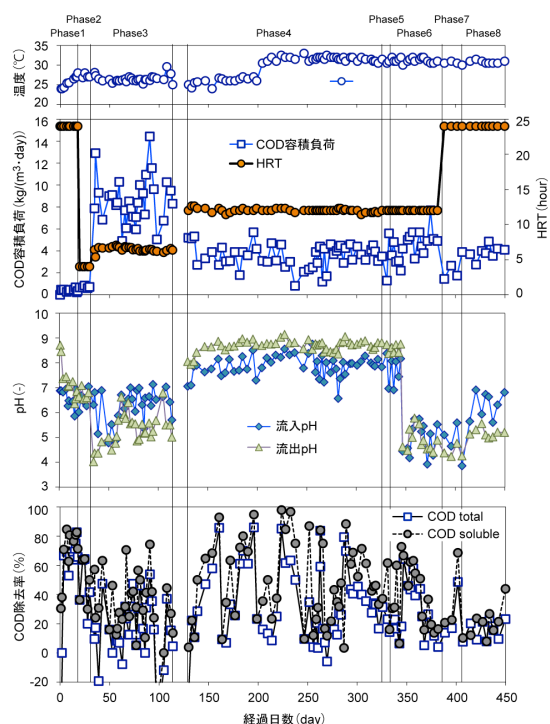 Phase2
Phase1
Phase3
Phase4
Phase5
Phase7
Phase6
Phase8
温度(℃)
35
30
25
20
15
COD容積負荷(kg/(m³·day))
16
14
12
10
8
6
4
2
0
COD容積負荷
HRT
25
20
15
10
5
0
HRT (hour)
pH(-)
10
9
8
7
6
5
4
3
流入pH
流出pH
COD除去率(%)
100
80
60
40
20
0
-20
COD total
COD soluble
0 50 100 150 200 250 300 350 400 450
経過日数(day)